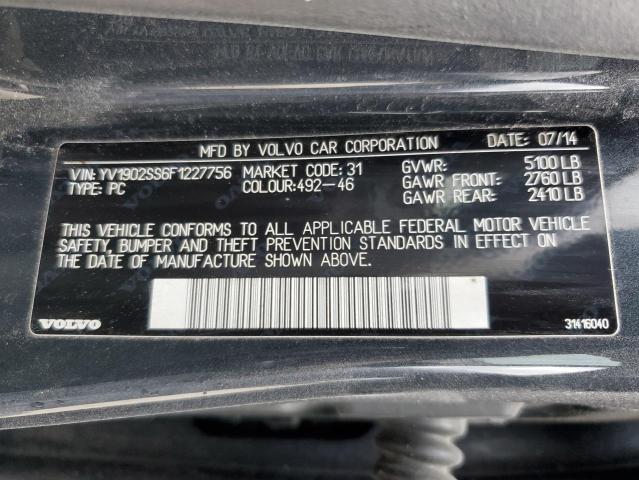 MFD BY VOLVO CAR CORPORATION DATE: 07/14
VIN: YV1902SS6F1227756 MARKET CODE: 31 GVWR: 5100 LB
TYPE: PC COLOUR:492-46 GAWR FRONT: 2760 LB
GAWR REAR: 2410 LB
THIS VEHICLE CONFORMS TO ALL APPLICABLE FEDERAL MOTOR VEHICLE
SAFETY, BUMPER AND THEFT PREVENTION STANDARDS IN EFFECT ON
THE DATE OF MANUFACTURE SHOWN ABOVE.
VOLVO 31416040